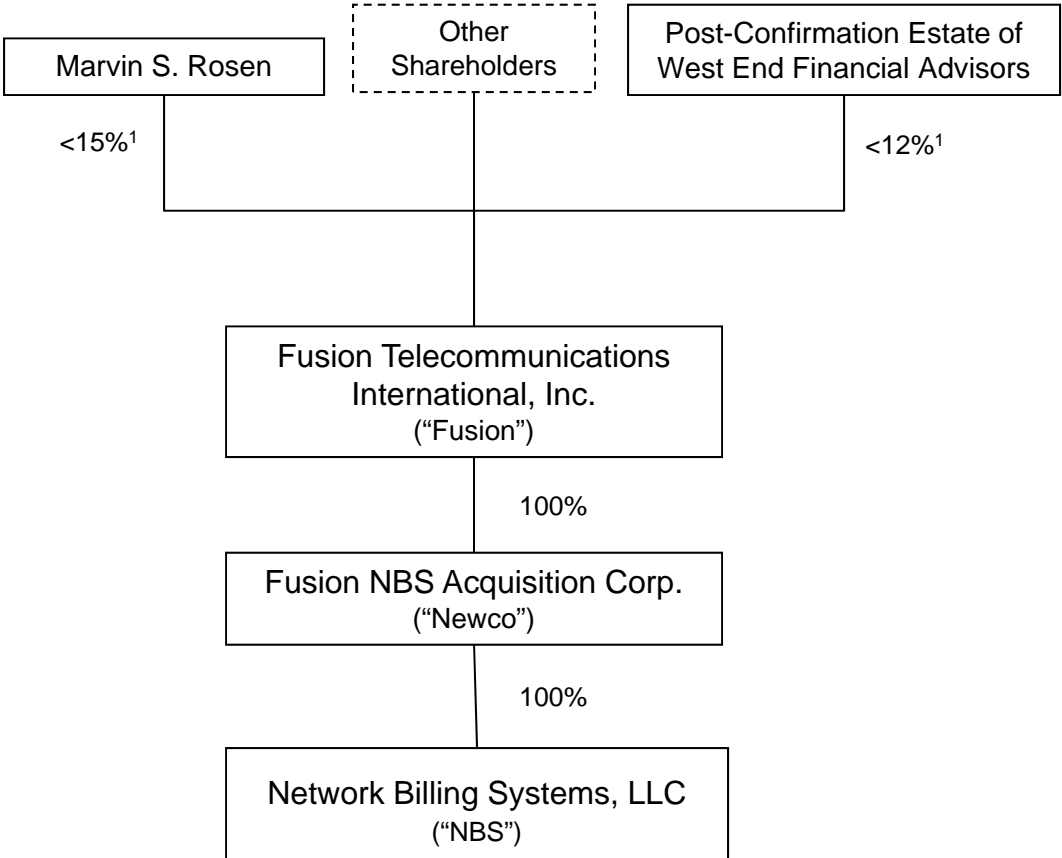 Marvin S. Rosen
Other
Shareholders
Post-Confirmation Estate of
West End Financial Advisors
<15%¹
<12%¹
Fusion Telecommunications
International, Inc.
(“Fusion”)
100%
Fusion NBS Acquisition Corp.
(“Newco”)
100%
Network Billing Systems, LLC
(“NBS”)